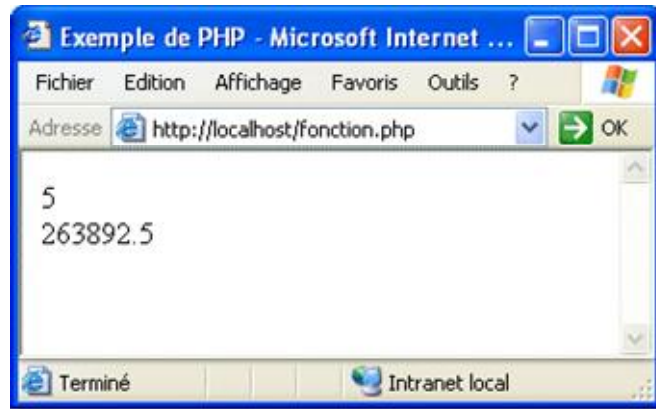 Exemple de PHP - Microsoft Internet ...
Fichier Edition Affichage Favoris Outils ?
Adresse http://localhost/fonction.php OK
5
263892.5
Terminé Intranet local